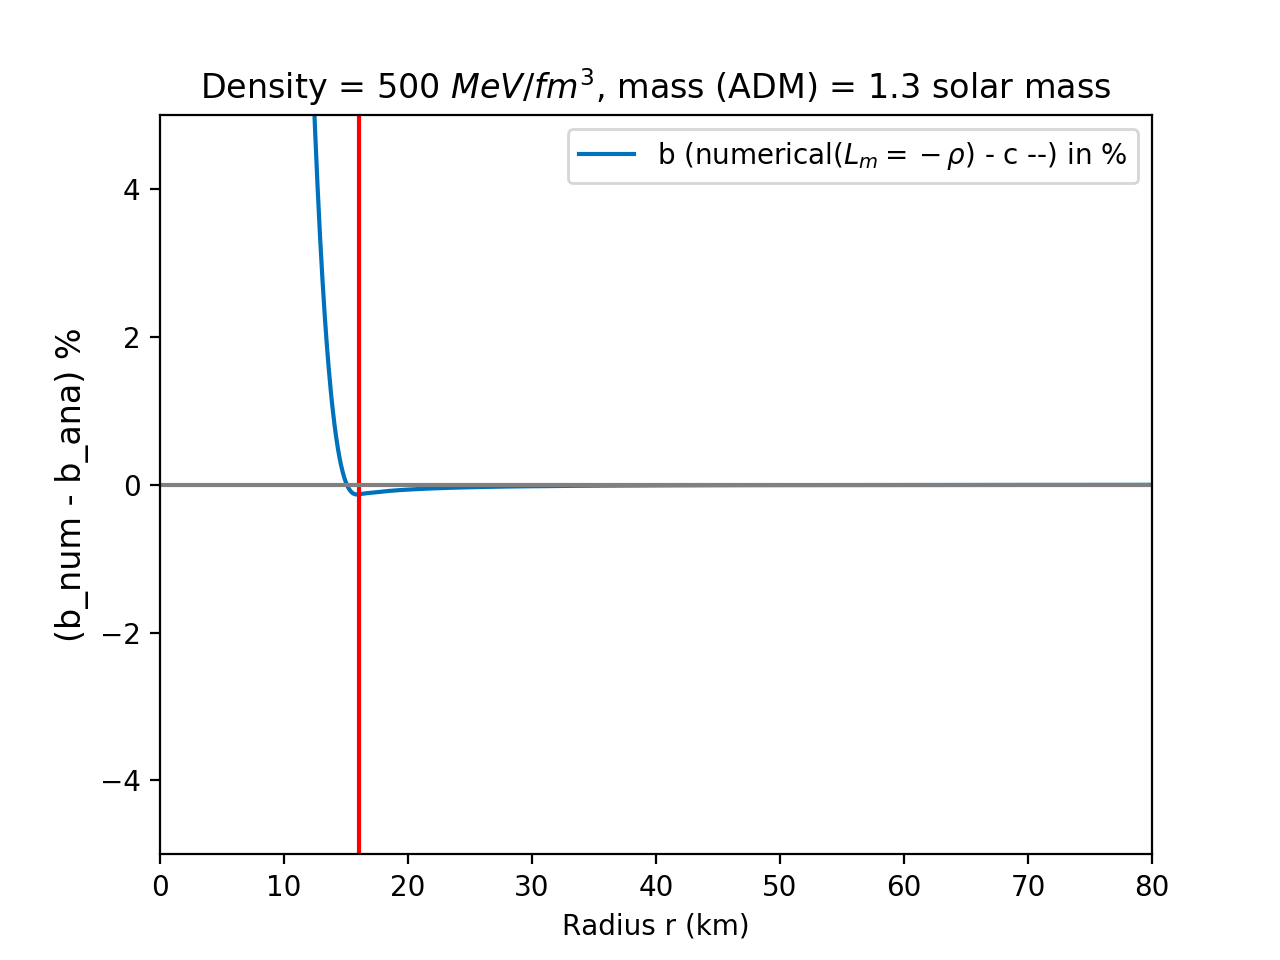 Density = 500 MeV/fm³, mass (ADM) = 1.3 solar mass
b (numerical(Lₘ = −ρ) - c --) in %
(b_num - b_ana) %
4
2
0
−2
−4
0 10 20 30 40 50 60 70 80
Radius r (km)